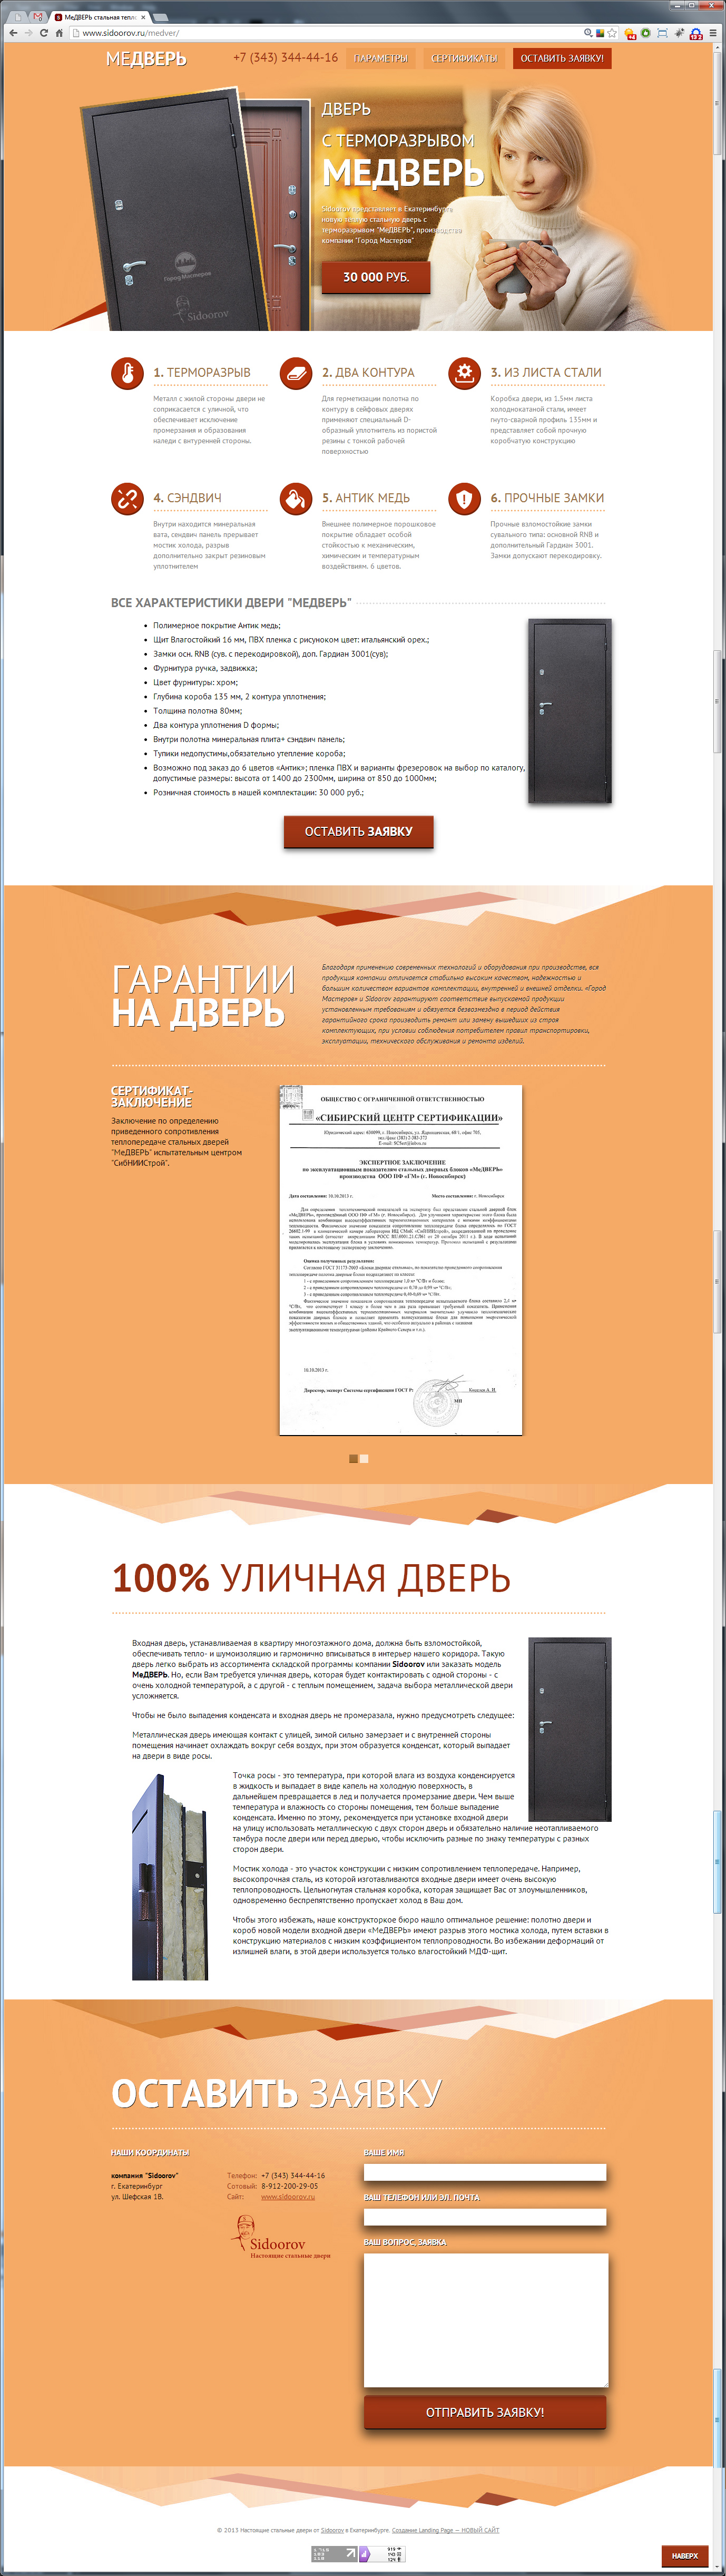 МеДВЕРЬ стальная тепло
www.sidoorov.ru/medver/
МЕДВЕРЬ
+7 (343) 344-44-16
ПАРАМЕТРЫ
СЕРТИФИКАТЫ
ОСТАВИТЬ ЗАЯВКУ!
ДВЕРЬ
С ТЕРМОРАЗРЫВОМ
МЕДВЕРЬ
Sidoorov представляет в Екатеринбурге
новую теплую стальную дверь с
терморазрывом "МеДВЕРЬ", производство
компании "Город Мастеров"
30 000 РУБ.
Город Мастеров
Sidoorov
1. ТЕРМОРАЗРЫВ
Металл с жилой стороны двери не
соприкасается с уличной, что
обеспечивает исключение
промерзания и образования
наледи с внутренней стороны.
2. ДВА КОНТУРА
Для герметизации полотна по
контуру в сейфовых дверях
применяют специальный D-
образный уплотнитель из пористой
резины с тонкой рабочей
поверхностью
3. ИЗ ЛИСТА СТАЛИ
Коробка двери, из 1.5мм листа
холоднокатаной стали, имеет
гнуто-сварной профиль 135мм и
представляет собой прочную
коробчатую конструкцию
4. СЭНДВИЧ
Внутри находится минеральная
вата, сендвич панель прерывает
мостик холода, разрыв
дополнительно закрыт резиновым
уплотнителем
5. АНТИК МЕДЬ
Внешнее полимерное порошковое
покрытие обладает особой
стойкостью к механическим,
химическим и температурным
воздействиям. 6 цветов.
6. ПРОЧНЫЕ ЗАМКИ
Прочные взломостойкие замки
сувального типа: основной RNB и
дополнительный Гардиан 3001.
Замки допускают перекодировку.
ВСЕ ХАРАКТЕРИСТИКИ ДВЕРИ "МЕДВЕРЬ"
Полимерное покрытие Антик медь;
Щит Влагостойкий 16 мм, ПВХ пленка с рисунком цвет: итальянский орех.;
Замки осн. RNB (сув. с перекодировкой), доп. Гардиан 3001(сув);
Фурнитура ручка, задвижка;
Цвет фурнитуры: хром;
Глубина короба 135 мм, 2 контура уплотнения;
Толщина полотна 80мм;
Два контура уплотнения D формы;
Внутри полотна минеральная плита+ сэндвич панель;
Тупики недопустимы,обязательно утепление короба;
Возможно под заказ до 6 цветов «Антик»; пленка ПВХ и варианты фрезеровок на выбор по каталогу,
допустимые размеры: высота от 1400 до 2300мм, ширина от 850 до 1000мм;
Розничная стоимость в нашей комплектации: 30 000 руб.;
ОСТАВИТЬ ЗАЯВКУ
ГАРАНТИИ
НА ДВЕРЬ
Благодаря применению современных технологий и оборудования при производстве, вся
продукция компании отличается стабильно высоким качеством, надежностью и
большим количеством вариантов комплектации, внутренней и внешней отделки. «Город
Мастеров» и Sidoorov гарантируют соответствие выпускаемой продукции
установленным требованиям и обязуется безвозмездно в период действия
гарантийного срока производить ремонт или замену вышедших из строя
комплектующих, при условии соблюдения потребителем правил транспортировки,
эксплуатации, технического обслуживания и ремонта изделий.
СЕРТИФИКАТ-
ЗАКЛЮЧЕНИЕ
Заключение по определению
приведенного сопротивления
теплопередаче стальных дверей
"МеДВЕРЬ" испытательным центром
"СибНИИСтрой".
ОБЩЕСТВО С ОГРАНИЧЕННОЙ ОТВЕТСТВЕННОСТЬЮ
«СИБИРСКИЙ ЦЕНТР СЕРТИФИКАЦИИ»
ЭКСПЕРТНОЕ ЗАКЛЮЧЕНИЕ
по эксплуатационным показателям стальных дверных блоков «МеДВЕРЬ»
производства ООО ПФ «ГМ» (г. Новосибирск)
Дата составления: 10.10.2013 г.
Место составления: г. Новосибирск
Оценка полученных результатов:
10.10.2013 г.
Директор, эксперт Системы сертификации ГОСТ Р:
МП
100% УЛИЧНАЯ ДВЕРЬ
Входная дверь, устанавливаемая в квартиру многоэтажного дома, должна быть взломостойкой,
обеспечивать тепло- и шумоизоляцию и гармонично вписываться в интерьер нашего коридора. Такую
дверь легко выбрать из ассортимента складской программы компании Sidoorov или заказать модель
МеДВЕРЬ. Но, если Вам требуется уличная дверь, которая будет контактировать с одной стороны - с
очень холодной температурой, а с другой - с теплым помещением, задача выбора металлической двери
усложняется.
Чтобы не было выпадения конденсата и входная дверь не промерзала, нужно предусмотреть следующее:
Металлическая дверь имеющая контакт с улицей, зимой сильно замерзает и с внутренней стороны
помещения начинает охлаждать вокруг себя воздух, при этом образуется конденсат, который выпадает
на двери в виде росы.
Точка росы - это температура, при которой влага из воздуха конденсируется
в жидкость и выпадает в виде капель на холодную поверхность, в
дальнейшем превращается в лед и получается промерзание двери. Чем выше
температура и влажность со стороны помещения, тем больше выпадение
конденсата. Именно по этому, рекомендуется при установке входной двери
на улицу использовать металлическую с двух сторон дверь и обязательно наличие неотапливаемого
тамбура после двери или перед дверью, чтобы исключить разные по знаку температуры с разных
сторон двери.
Мостик холода - это участок конструкции с низким сопротивлением теплопередаче. Например,
высокопрочная сталь, из которой изготавливаются входные двери имеет очень высокую
теплопроводность. Цельногнутая стальная коробка, которая защищает Вас от злоумышленников,
одновременно беспрепятственно пропускает холод в Ваш дом.
Чтобы этого избежать, наше конструкторское бюро нашло оптимальное решение: полотно двери и
короб новой модели входной двери «МеДВЕРЬ» имеют разрыв этого мостика холода, путем вставки в
конструкцию материалов с низким коэффициентом теплопроводности. Во избежании деформаций от
излишней влаги, в этой двери используется только влагостойкий МДФ-щит.
ОСТАВИТЬ ЗАЯВКУ
НАШИ КООРДИНАТЫ
компания "Sidoorov"
г. Екатеринбург
ул. Шефская 1В.
Телефон: +7 (343) 344-44-16
Сотовый: 8-912-200-29-05
Сайт: www.sidoorov.ru
Sidoorov
Настоящие стальные двери
ВАШЕ ИМЯ
ВАШ ТЕЛЕФОН ИЛИ ЭЛ. ПОЧТА
ВАШ ВОПРОС, ЗАЯВКА
ОТПРАВИТЬ ЗАЯВКУ!
© 2013 Настоящие стальные двери от Sidoorov в Екатеринбурге. Создание Landing Page — НОВЫЙ САЙТ
НАВЕРХ